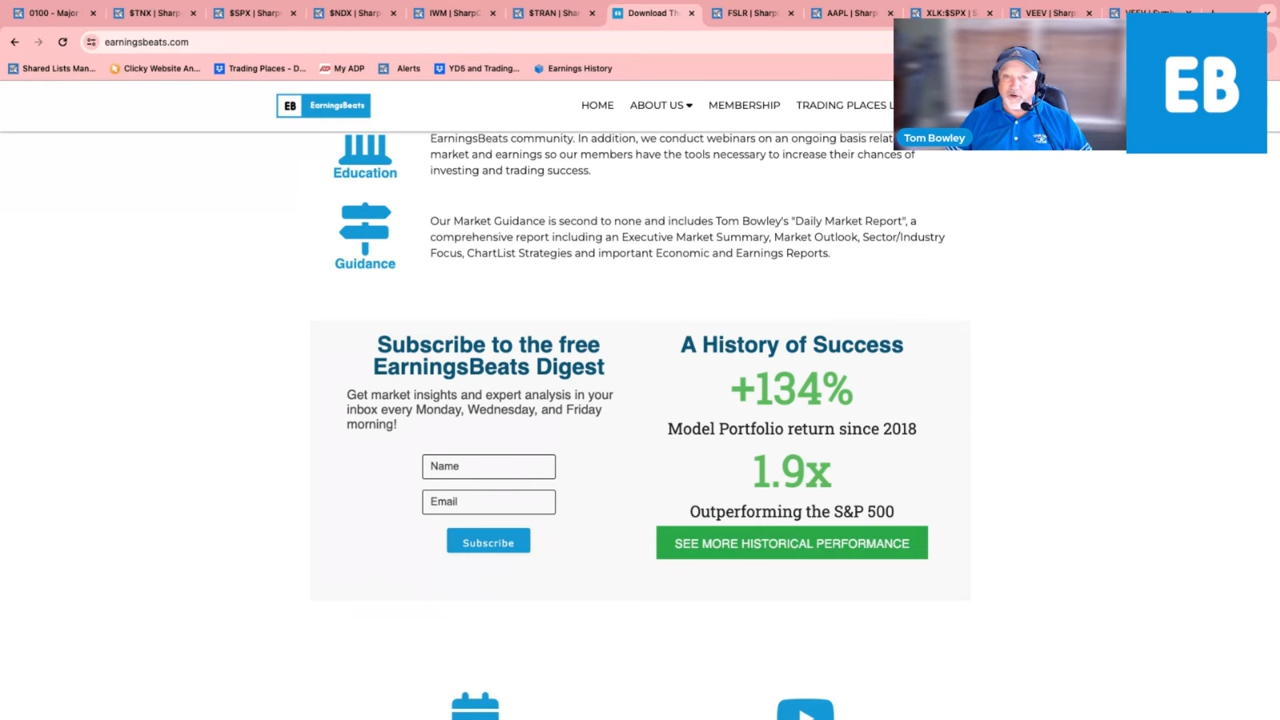 0100 - Major
$TNX | Sharp
$SPX | Sharp
$NDX | Sharp
IWM | Sharp
$TRAN | Shar
Download Th
FSLR | Sharp
AAPL | Sharp
XLK:$SPX | S
VEEV | Sharp
earningsbeats.com
Shared Lists Man...
Clicky Website An...
Trading Places - D...
My ADP
Alerts
YD5 and Trading...
Earnings History
EB
EarningsBeats
HOME
ABOUT US
MEMBERSHIP
TRADING PLACES L
Tom Bowley
EB
EarningsBeats community. In addition, we conduct webinars on an ongoing basis relat
market and earnings so our members have the tools necessary to increase their chances of
investing and trading success.
Education
Our Market Guidance is second to none and includes Tom Bowley's "Daily Market Report", a
comprehensive report including an Executive Market Summary, Market Outlook, Sector/Industry
Focus, ChartList Strategies and important Economic and Earnings Reports.
Guidance
Subscribe to the free
EarningsBeats Digest
Get market insights and expert analysis in your
inbox every Monday, Wednesday, and Friday
morning!
Name
Email
Subscribe
A History of Success
+134%
Model Portfolio return since 2018
1.9x
Outperforming the S&P 500
SEE MORE HISTORICAL PERFORMANCE